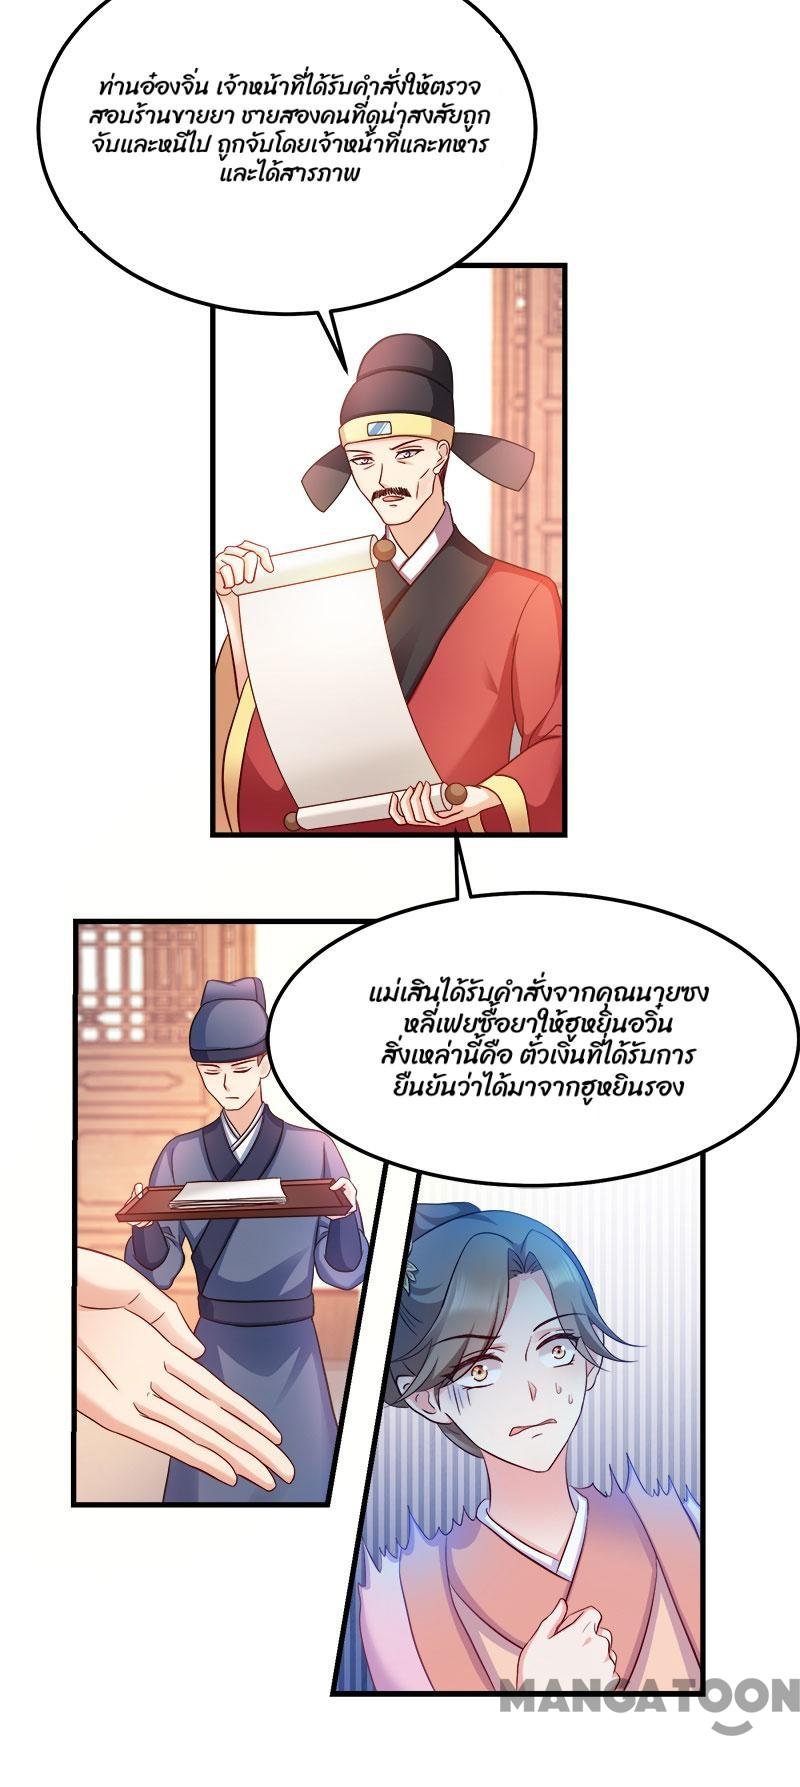 ท่านอ๋องจิ่น เจ้าหน้าที่ได้รับคำสั่งให้ตรวจ
สอบร้านขายยา ชายสองคนที่ดูน่าสงสัยถูก
จับและหนีไป ถูกจับโดยเจ้าหน้าที่และทหาร
และได้สารภาพ
แม่เสินได้รับคำสั่งจากคุณนายซง
หลี่เฟยซื้อยาให้ฮูหยินอวิ๋น
สิ่งเหล่านี้คือ ตั๋วเงินที่ได้รับการ
ยืนยันว่าได้มาจากฮูหยินรอง
MANGATOON